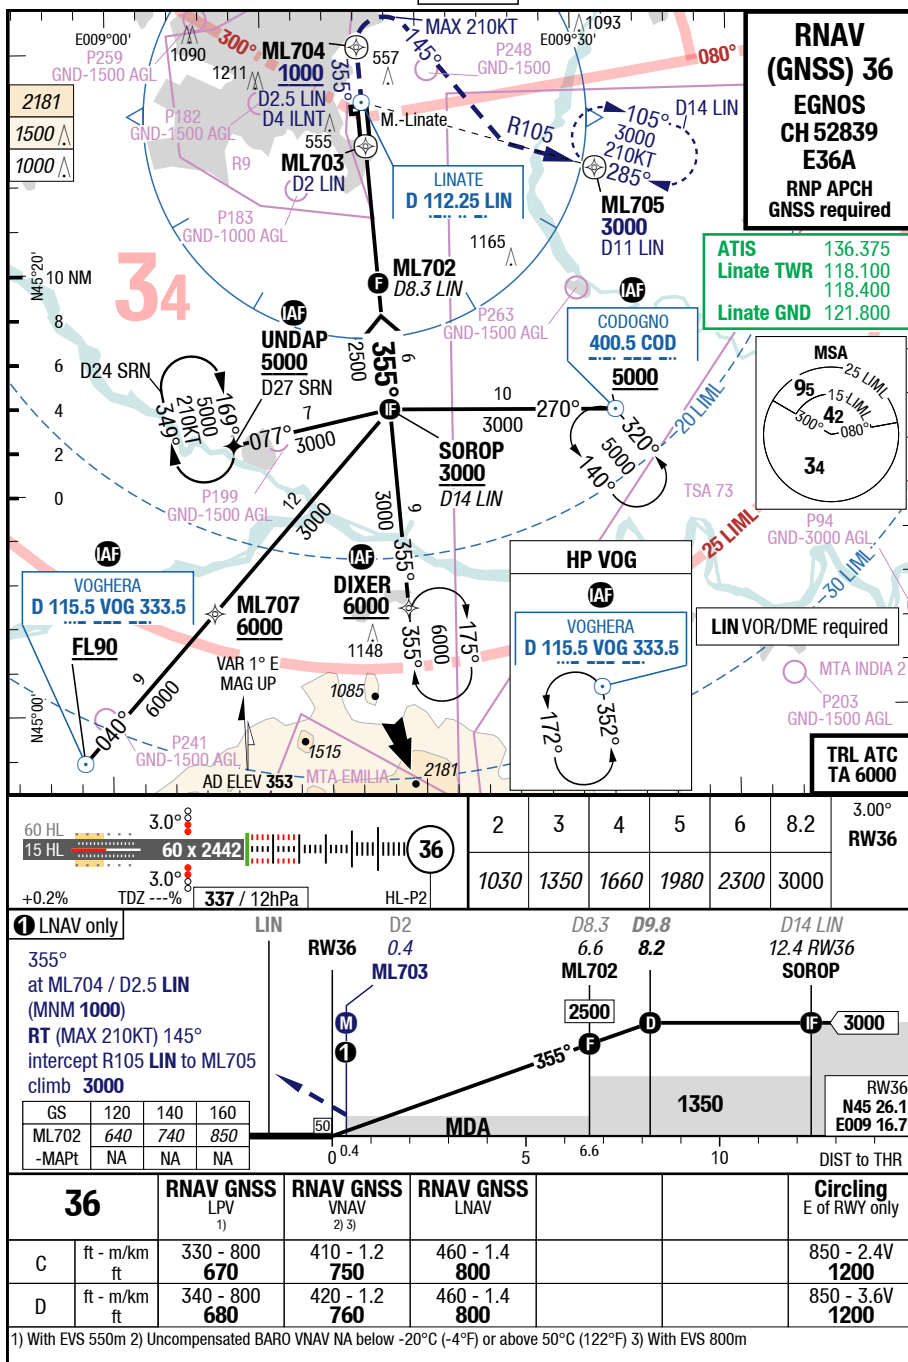 RNAV
(GNSS) 36
EGNOS
CH 52839
E36A
RNP APCH
GNSS required
ATIS 136.375
Linate TWR 118.100
118.400
Linate GND 121.800
2181
1500
1000
E009°00'
E009°30'
P259
GND-1500 AGL
1090
300°
1211
ML704
1000
D2.5 LIN
D4 ILNT
355°
MAX 210KT
557
145°
P248
GND-1500
1093
080°
P182
GND-1500 AGL
R9
555
M.-Linate
R105
105°
3000
210KT
285°
D14 LIN
ML703
D2 LIN
LINATE
D 112.25 LIN
ML705
3000
D11 LIN
P183
GND-1000 AGL
1165
N45°20'
10 NM
8
6
4
2
0
34
ML702
F
D8.3 LIN
P263
GND-1500 AGL
IAF
CODOGNO
400.5 COD
5000
IAF
UNDAP
5000
D27 SRN
D24 SRN
169°
5000
210KT
349°
077°
7
3000
6
2500
355°
IF
10
3000
270°
320°
5000
140°
20 LIML
SOROP
3000
D14 LIN
MSA
25 LIML
15 LIML
95
42
300°
080°
34
P199
GND-1500 AGL
12
3000
9
3000
355°
TSA 73
25 LIML
P94
GND-3000 AGL
30 LIML
IAF
VOGHERA
D 115.5 VOG 333.5
FL90
ML707
6000
IAF
DIXER
6000
1148
355°
6000
175°
HP VOG
IAF
VOGHERA
D 115.5 VOG 333.5
172°
352°
LIN VOR/DME required
MTA INDIA 2
P203
GND-1500 AGL
N45°00'
9
6000
040°
P241
GND-1500 AGL
VAR 1° E
MAG UP
1085
1515
2181
MTA EMILIA
AD ELEV 353
TRL ATC
TA 6000
60 HL
15 HL
3.0°
60 x 2442
36
3.0°
+0.2%
TDZ ---%
337 / 12hPa
HL-P2
2 3 4 5 6 8.2
1030 1350 1660 1980 2300 3000
3.00°
RW36
1 LNAV only
355°
at ML704 / D2.5 LIN
(MNM 1000)
RT (MAX 210KT) 145°
intercept R105 LIN to ML705
climb 3000
LIN D2 D8.3 D9.8 D14 LIN
RW36 0.4 6.6 8.2 12.4 RW36
ML703 ML702 SOROP
M
1
2500
F
D
IF
3000
355°
50
MDA
1350
RW36
N45 26.1
E009 16.7
0 0.4 5 6.6 10 DIST to THR
GS 120 140 160
ML702 640 740 850
-MAPt NA NA NA
36
RNAV GNSS RNAV GNSS RNAV GNSS Circling
LPV VNAV LNAV E of RWY only
1) 2) 3)
C ft - m/km 330 - 800 410 - 1.2 460 - 1.4 850 - 2.4V
ft 670 750 800 1200
D ft - m/km 340 - 800 420 - 1.2 460 - 1.4 850 - 3.6V
ft 680 760 800 1200
1) With EVS 550m 2) Uncompensated BARO VNAV NA below -20°C (-4°F) or above 50°C (122°F) 3) With EVS 800m